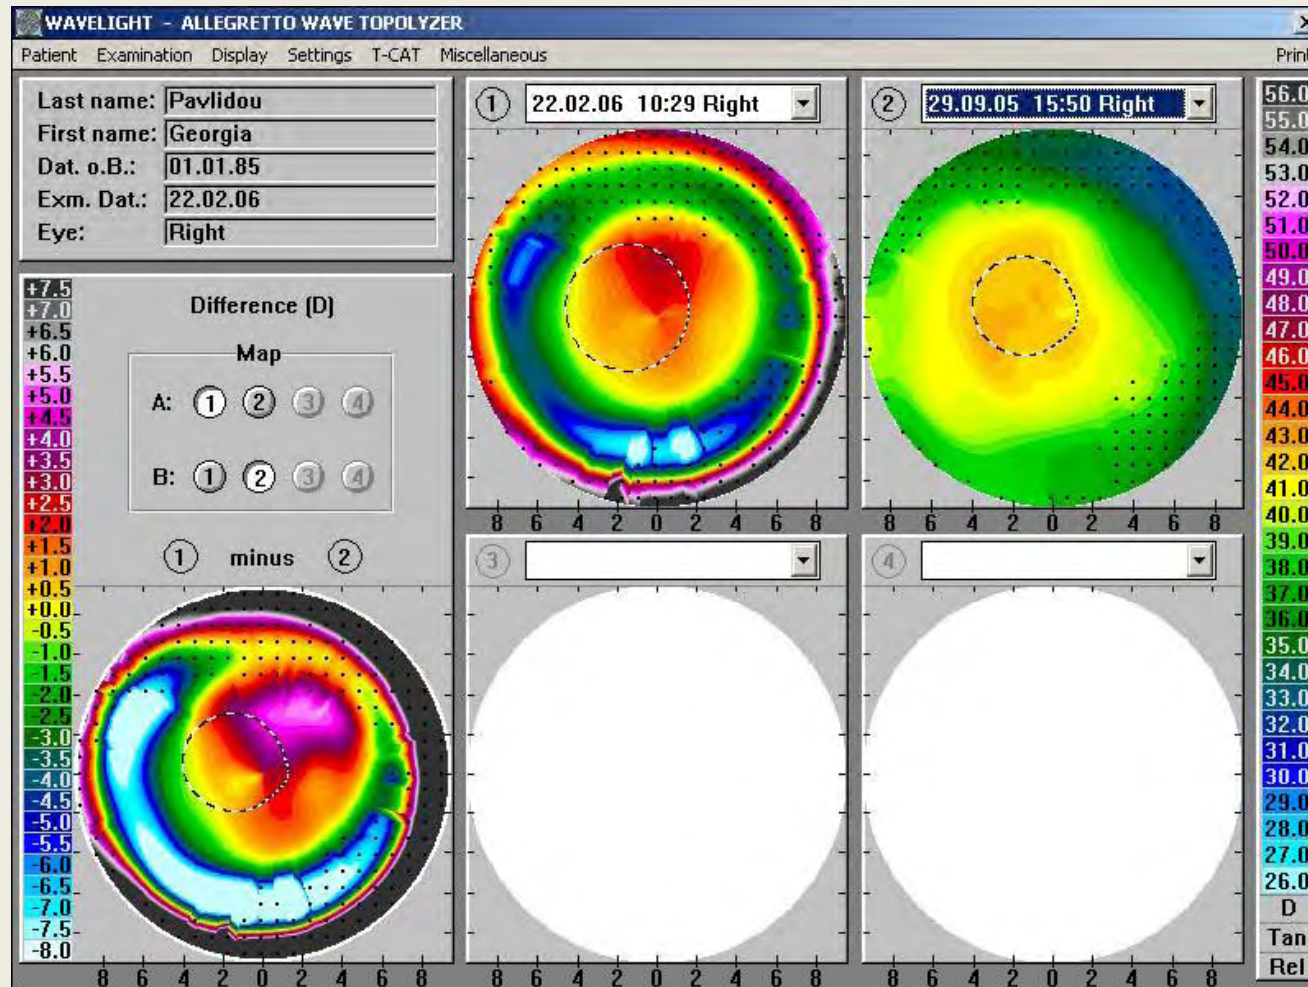 WAVELIGHT - ALLEGRETTO WAVE TOPOLYZER
Patient Examination Display Settings T-CAT Miscellaneous Print
Last name: Pavlidou
First name: Georgia
Dat. o.B.: 01.01.85
Exm. Dat.: 22.02.06
Eye: Right
1 22.02.06 10:29 Right
2 29.09.05 15:50 Right
+7.5
+7.0
+6.5
+6.0
+5.5
+5.0
+4.5
+4.0
+3.5
+3.0
+2.5
+2.0
+1.5
+1.0
+0.5
+0.0
-0.5
-1.0
-1.5
-2.0
-2.5
-3.0
-3.5
-4.0
-4.5
-5.0
-5.5
-6.0
-6.5
-7.0
-7.5
-8.0
Difference (D)
Map
A: 1 2 3 4
B: 1 2 3 4
1 minus 2
8 6 4 2 0 2 4 6 8
8 6 4 2 0 2 4 6 8
8 6 4 2 0 2 4 6 8
3
4
8 6 4 2 0 2 4 6 8
8 6 4 2 0 2 4 6 8
56.0
55.0
54.0
53.0
52.0
51.0
50.0
49.0
48.0
47.0
46.0
45.0
44.0
43.0
42.0
41.0
40.0
39.0
38.0
37.0
36.0
35.0
34.0
33.0
32.0
31.0
30.0
29.0
28.0
27.0
26.0
D
Tan
Rel